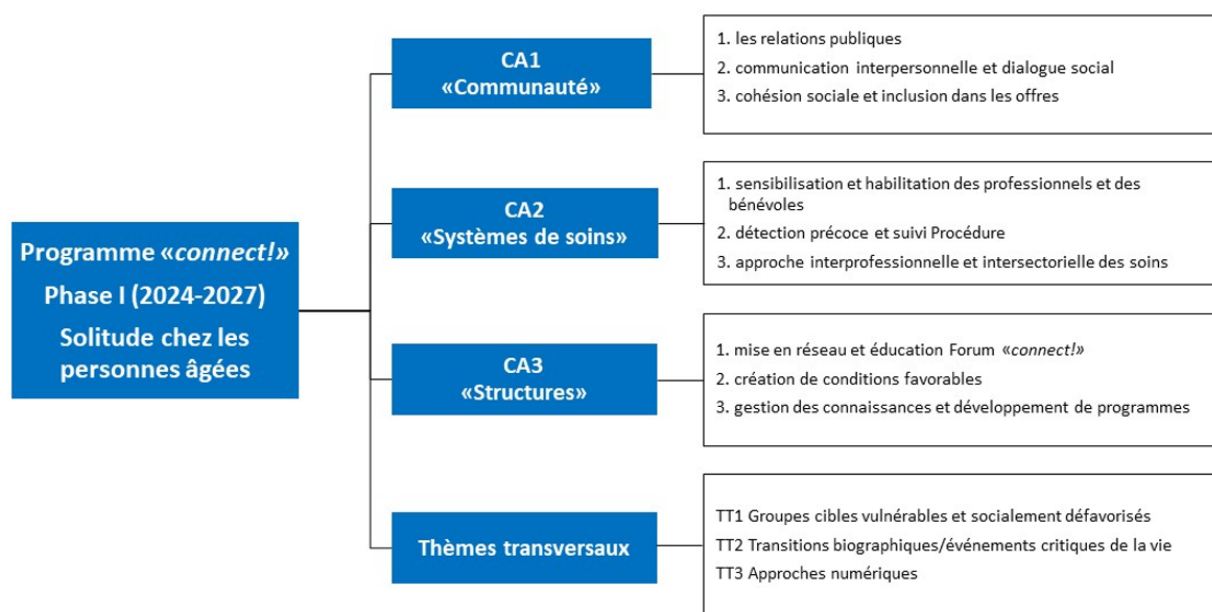 Programme «connect!»
Phase I (2024-2027)
Solitude chez les
personnes âgées
CA1
«Communauté»
1. les relations publiques
2. communication interpersonnelle et dialogue social
3. cohésion sociale et inclusion dans les offres
CA2
«Systèmes de soins»
1. sensibilisation et habilitation des professionnels et des
bénévoles
2. détection précoce et suivi Procédure
3. approche interprofessionnelle et intersectorielle des soins
CA3
«Structures»
1. mise en réseau et éducation Forum «connect!»
2. création de conditions favorables
3. gestion des connaissances et développement de programmes
Thèmes transversaux
TT1 Groupes cibles vulnérables et socialement défavorisés
TT2 Transitions biographiques/événements critiques de la vie
TT3 Approches numériques